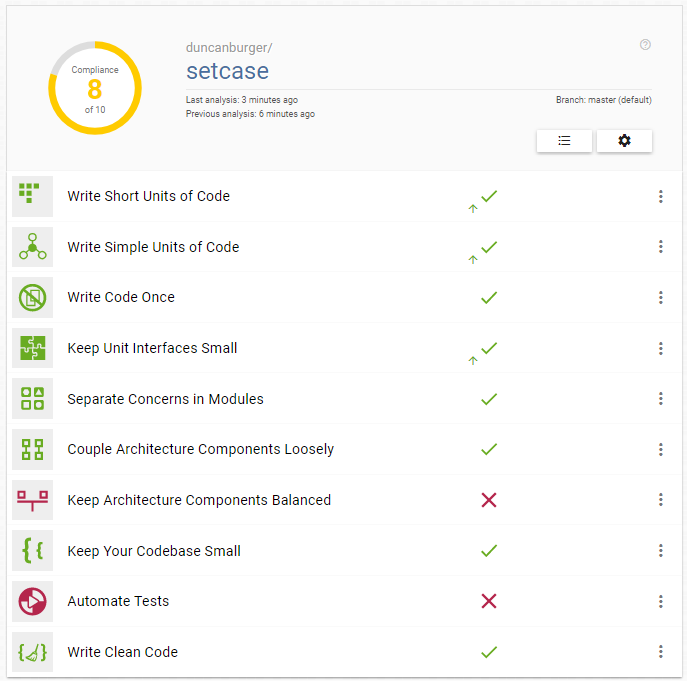 Compliance
8
of 10
duncanburger/
setcase
Last analysis: 3 minutes ago
Branch: master (default)
Previous analysis: 6 minutes ago
Write Short Units of Code
Write Simple Units of Code
Write Code Once
Keep Unit Interfaces Small
Separate Concerns in Modules
Couple Architecture Components Loosely
Keep Architecture Components Balanced
Keep Your Codebase Small
Automate Tests
Write Clean Code